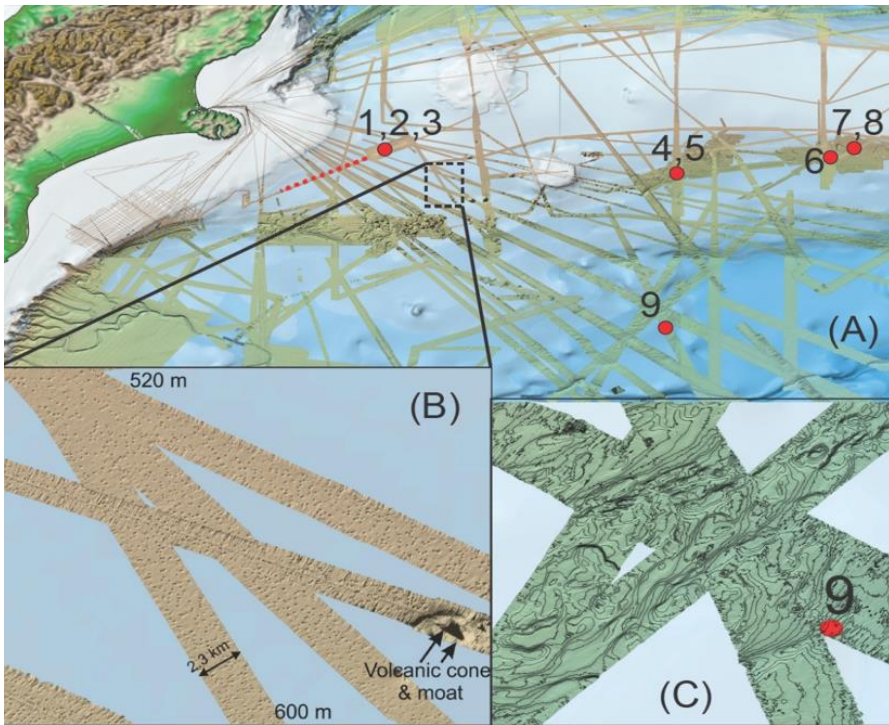 1,2,3
4,5
6
7,8
9
(A)
520 m
(B)
2,3 km
Volcanic cone
& moat
600 m
9
(C)